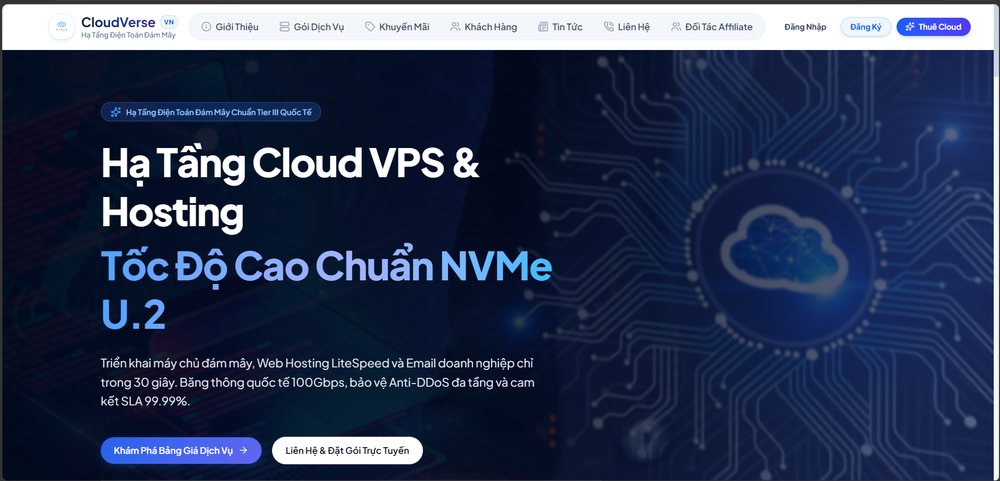 CloudVerse VN
Hạ Tầng Điện Toán Đám Mây
Giới Thiệu
Gói Dịch Vụ
Khuyến Mãi
Khách Hàng
Tin Tức
Liên Hệ
Đối Tác Affiliate
Đăng Nhập
Đăng Ký
Thuê Cloud
Hạ Tầng Điện Toán Đám Mây Chuẩn Tier III Quốc Tế
Hạ Tầng Cloud VPS &
Hosting
Tốc Độ Cao Chuẩn NVMe
U.2
Triển khai máy chủ đám mây, Web Hosting LiteSpeed và Email doanh nghiệp chỉ
trong 30 giây. Băng thông quốc tế 100Gbps, bảo vệ Anti-DDoS đa tầng và cam
kết SLA 99.99%.
Khám Phá Bảng Giá Dịch Vụ
Liên Hệ & Đặt Gói Trực Tuyến